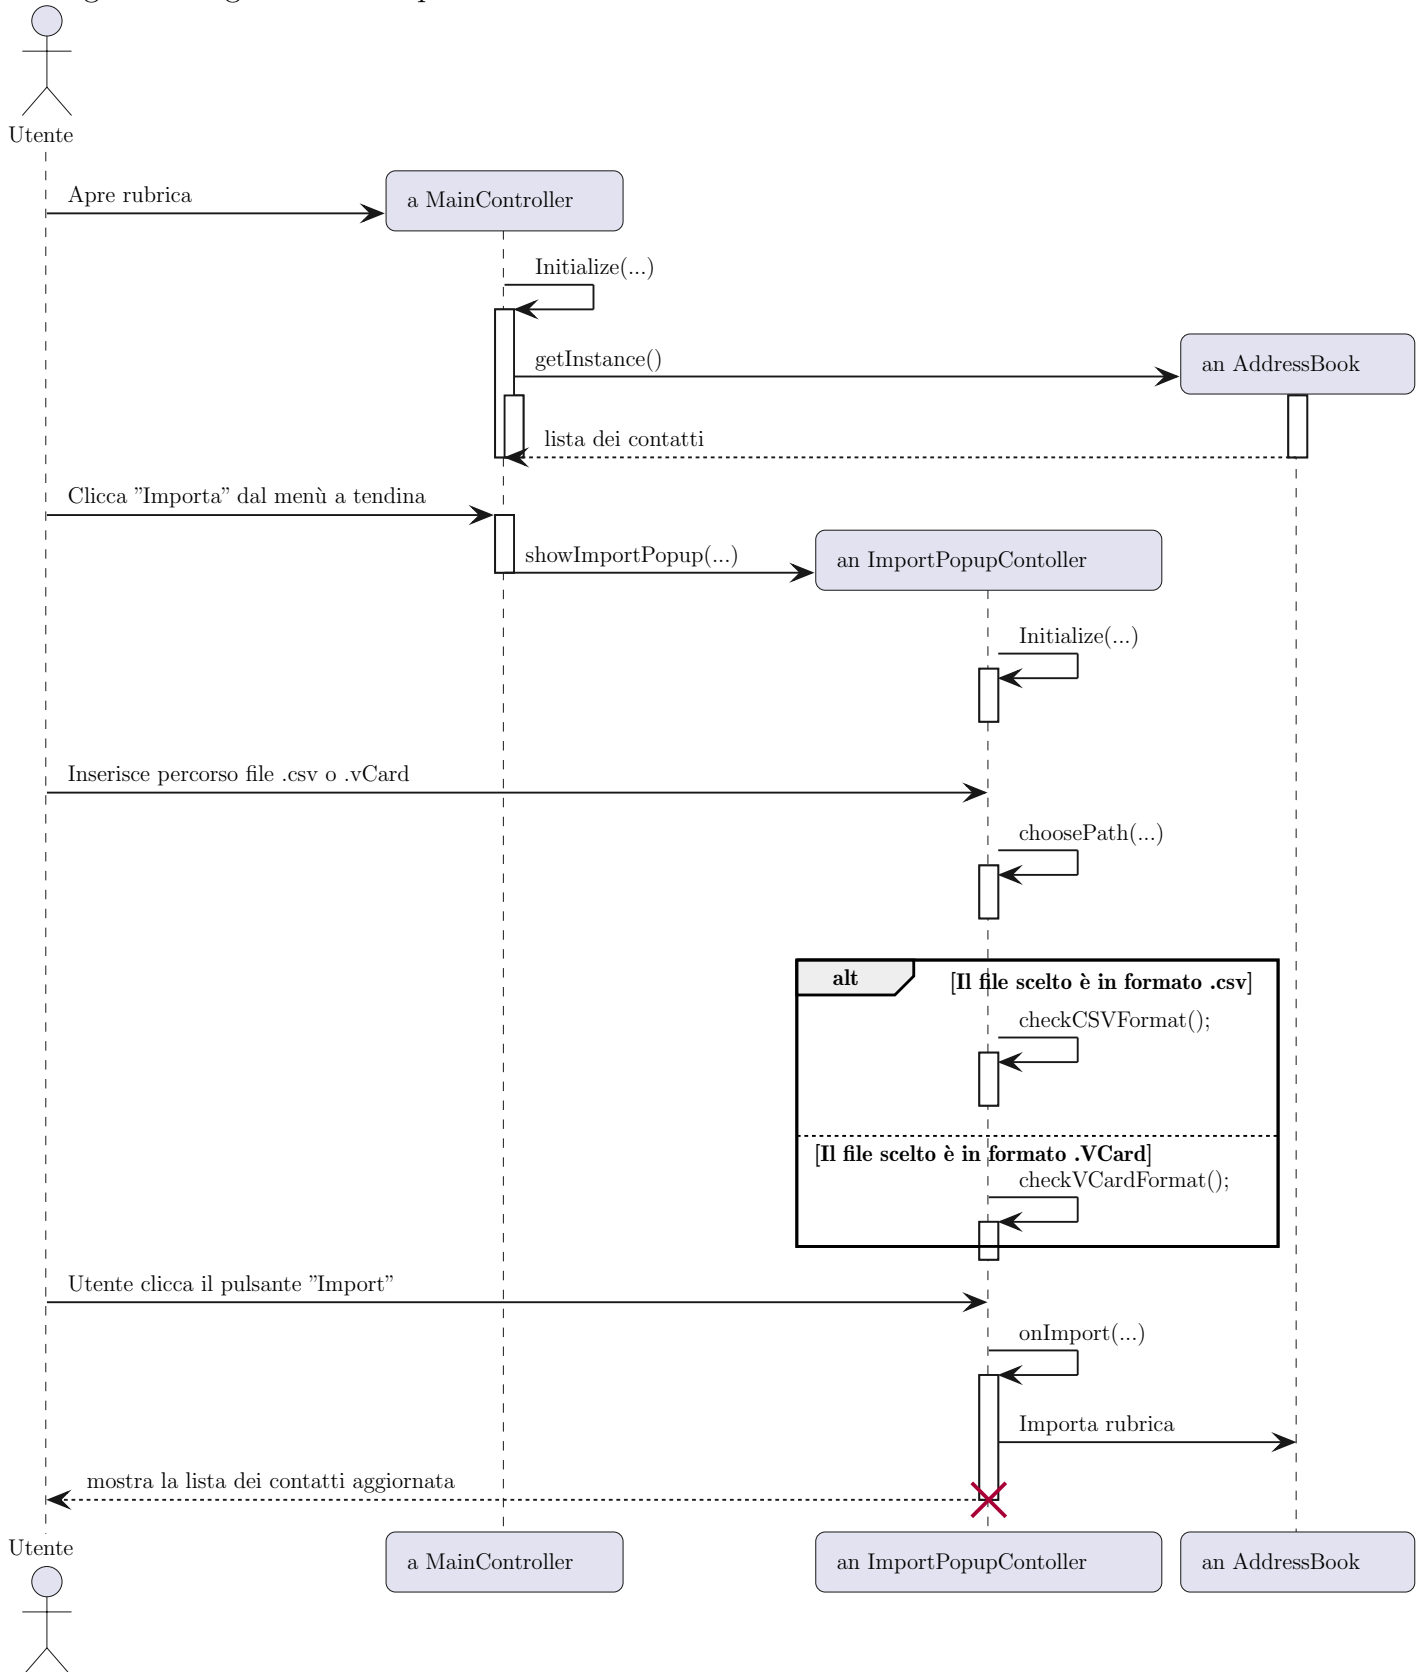 Utente
Apre rubrica
a MainController
Initialize(...)
getInstance()
an AddressBook
lista dei contatti
Clicca ”Importa” dal menù a tendina
showImportPopup(...)
an ImportPopupContoller
Initialize(...)
Inserisce percorso file .csv o .vCard
choosePath(...)
alt
[Il file scelto è in formato .csv]
checkCSVFormat();
[Il file scelto è in formato .VCard]
checkVCardFormat();
Utente clicca il pulsante ”Import”
onImport(...)
Importa rubrica
mostra la lista dei contatti aggiornata
Utente
a MainController
an ImportPopupContoller
an AddressBook